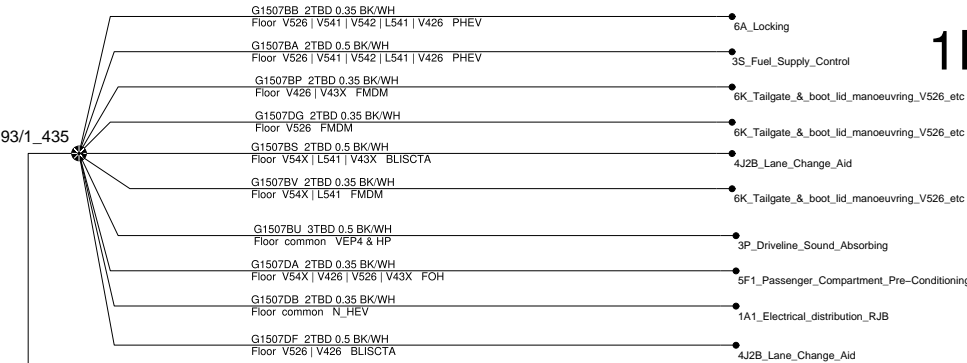 G1507BB 2TBD 0.35 BK/WH
Floor V526 | V541 | V542 | L541 | V426 PHEV
6A_Locking
G1507BA 2TBD 0.5 BK/WH
Floor V526 | V541 | V542 | L541 | V426 PHEV
3S_Fuel_Supply_Control
G1507BP 2TBD 0.35 BK/WH
Floor V426 | V43X FMDM
6K_Tailgate_&_boot_lid_manoeuvring_V526_etc
G1507DG 2TBD 0.35 BK/WH
Floor V526 FMDM
6K_Tailgate_&_boot_lid_manoeuvring_V526_etc
93/1_435
G1507BS 2TBD 0.5 BK/WH
Floor V54X | L541 | V43X BLISCTA
4J2B_Lane_Change_Aid
G1507BV 2TBD 0.35 BK/WH
Floor V54X | L541 FMDM
6K_Tailgate_&_boot_lid_manoeuvring_V526_etc
G1507BU 3TBD 0.5 BK/WH
Floor common VEP4 & HP
3P_Driveline_Sound_Absorbing
G1507DA 2TBD 0.35 BK/WH
Floor V54X | V426 | V526 | V43X FOH
5F1_Passenger_Compartment_Pre–Conditioning
G1507DB 2TBD 0.35 BK/WH
Floor common N_HEV
1A1_Electrical_distribution_RJB
G1507DF 2TBD 0.5 BK/WH
Floor V526 | V426 BLISCTA
4J2B_Lane_Change_Aid